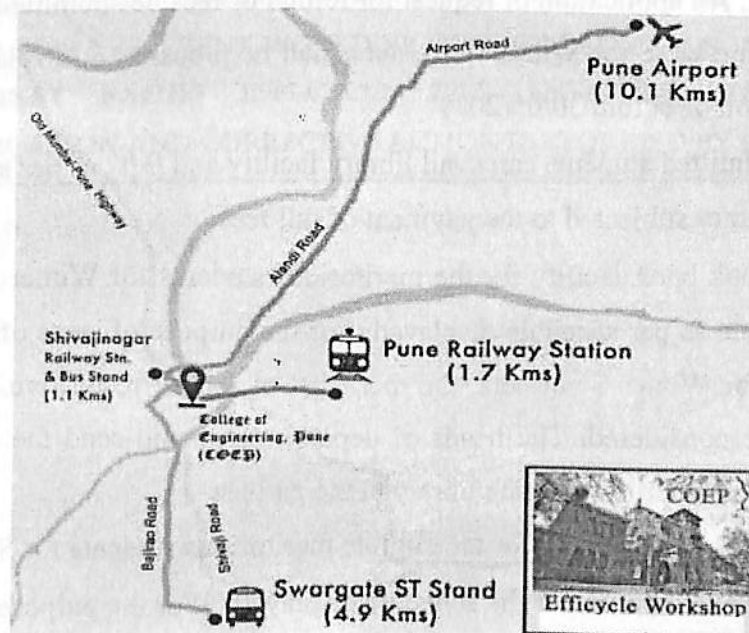 Airport Road
Pune Airport
(10.1 Kms)
Old Mumbai Pune Highway
Alandi Road
Shivajinagar
Railway Stn.
& Bus Stand
(1.1 Kms)
Pune Railway Station
(1.7 Kms)
College of
Engineering, Pune
(COEP)
Bajirao Road
Shivaji Road
Swargate ST Stand
(4.9 Kms)
COEP
Efficycle Workshop